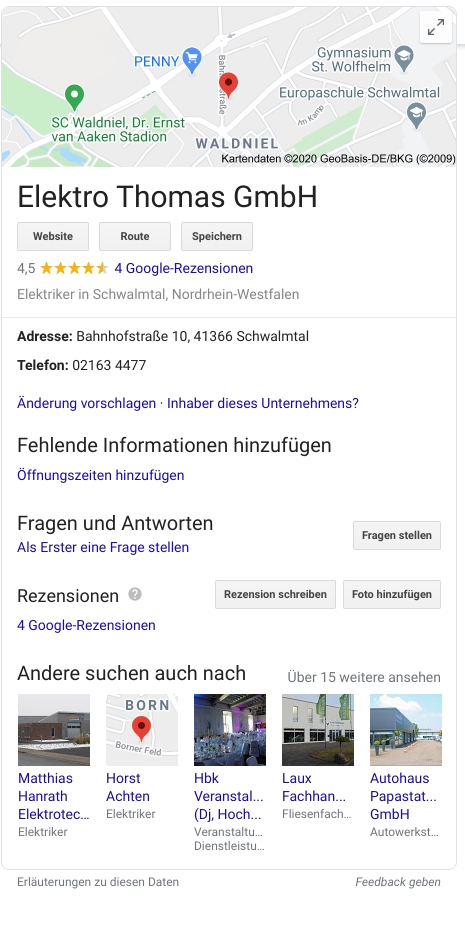 PENNY
Gymnasium
St. Wolfhelm
Bahnhofstraße
Europaschule Schwalmtal
Im Kamp
SC Waldniel, Dr. Ernst
van Aaken Stadion
WALDNIEL
Kartendaten ©2020 GeoBasis-DE/BKG (©2009)
Elektro Thomas GmbH
Website Route Speichern
4,5 4 Google-Rezensionen
Elektriker in Schwalmtal, Nordrhein-Westfalen
Adresse: Bahnhofstraße 10, 41366 Schwalmtal
Telefon: 02163 4477
Änderung vorschlagen · Inhaber dieses Unternehmens?
Fehlende Informationen hinzufügen
Öffnungszeiten hinzufügen
Fragen und Antworten
Fragen stellen
Als Erster eine Frage stellen
Rezensionen ? Rezension schreiben Foto hinzufügen
4 Google-Rezensionen
Andere suchen auch nach Über 15 weitere ansehen
BORN
Borner Feld
Matthias Horst Hbk Laux Autohaus
Hanrath Achten Veranstal... Fachhan... Papastat...
Elektrotec... Elektriker (Dj, Hoch... Fliesenfach... GmbH
Elektriker Veranstaltu... Autowerkst...
Dienstleistu...
Erläuterungen zu diesen Daten Feedback geben